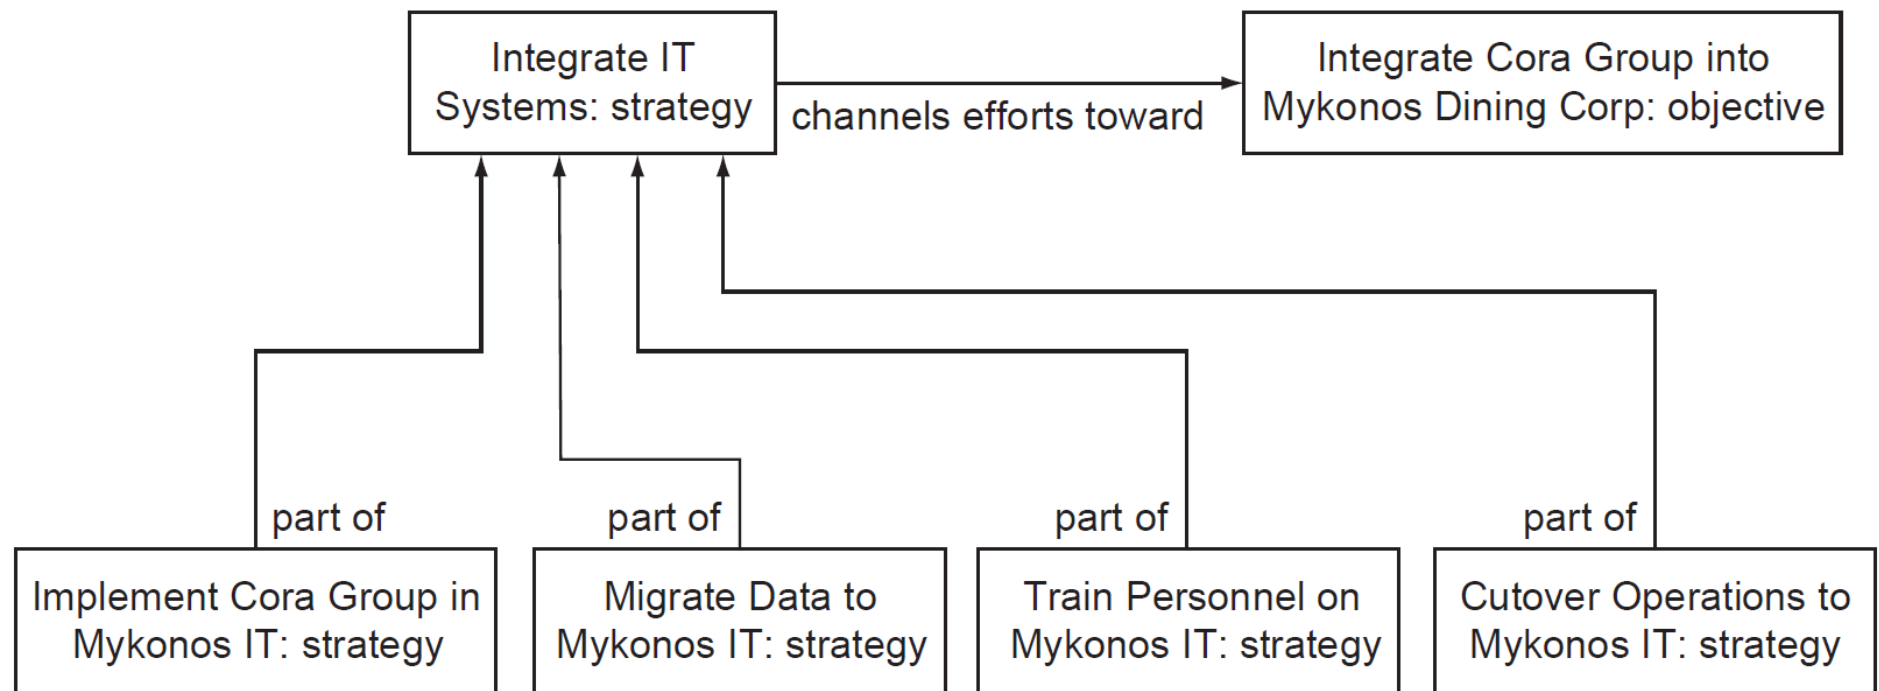 Integrate IT
Systems: strategy
channels efforts toward
Integrate Cora Group into
Mykonos Dining Corp: objective
part of
part of
part of
part of
Implement Cora Group in
Mykonos IT: strategy
Migrate Data to
Mykonos IT: strategy
Train Personnel on
Mykonos IT: strategy
Cutover Operations to
Mykonos IT: strategy